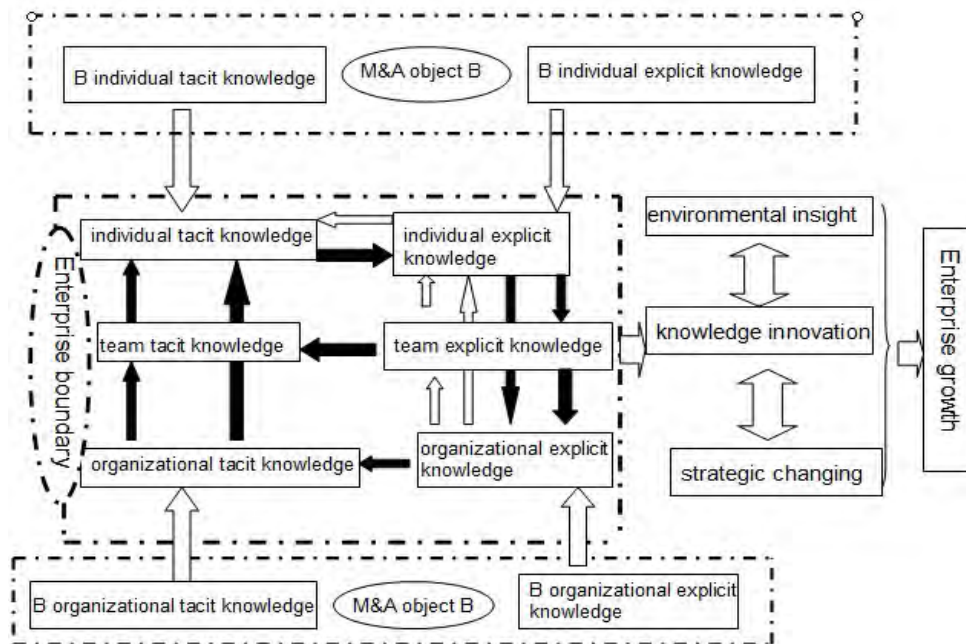 B individual tacit knowledge
M&A object B
B individual explicit knowledge
individual tacit knowledge
individual explicit
knowledge
environmental insight
Enterprise boundary
team tacit knowledge
team explicit knowledge
knowledge innovation
Enterprise growth
organizational tacit knowledge
organizational explicit
knowledge
strategic changing
B organizational tacit knowledge
M&A object B
B organizational explicit
knowledge